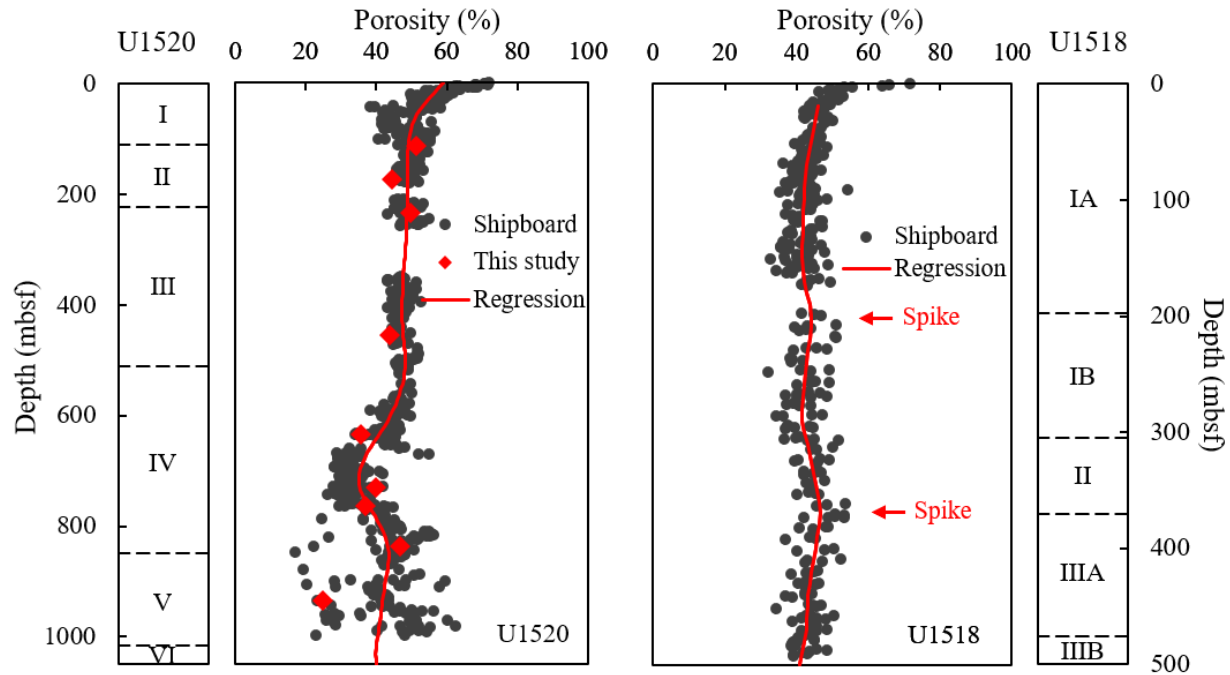 Porosity (%)
U1520
0 20 40 60 80 100
0
200
400
600
800
1000
Depth (mbsf)
I
II
III
IV
V
VI
Shipboard
This study
Regression
U1520
Porosity (%)
U1518
0 20 40 60 80 100
Shipboard
Regression
Spike
Spike
U1518
IA
IB
II
IIIA
IIIB
0
100
200
300
400
500
Depth (mbsf)